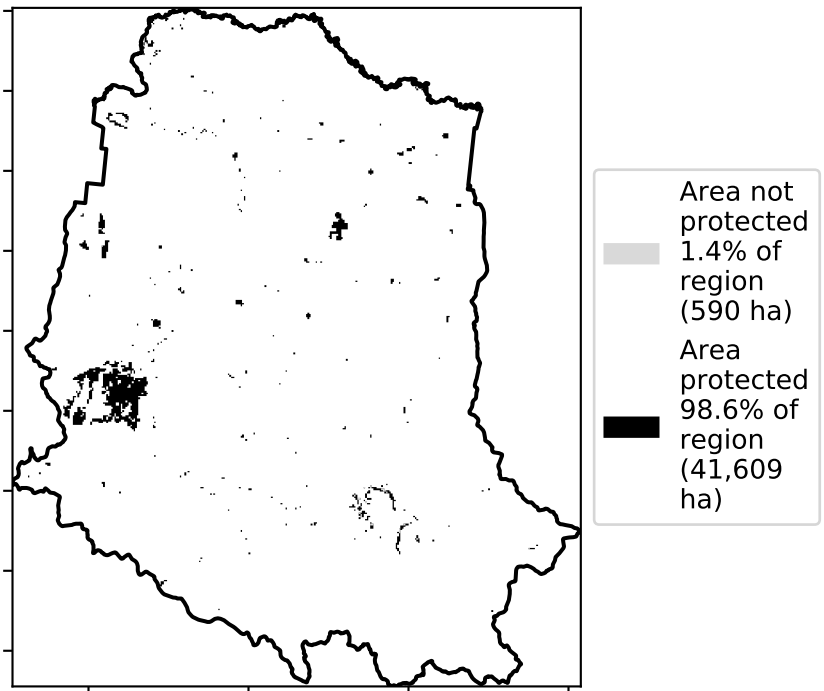 Area not
protected
1.4% of
region
(590 ha)
Area
protected
98.6% of
region
(41,609
ha)